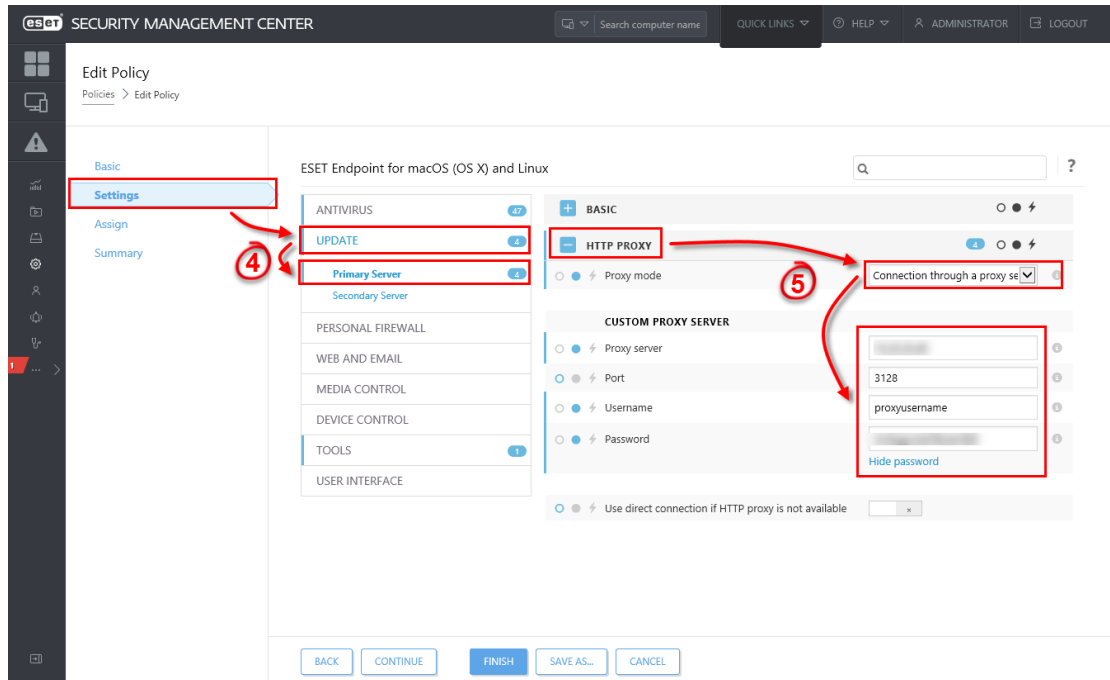 eset SECURITY MANAGEMENT CENTER
Search computer name
QUICK LINKS
HELP
ADMINISTRATOR
LOGOUT
Edit Policy
Policies > Edit Policy
Basic
Settings
Assign
Summary
4
1
ESET Endpoint for macOS (OS X) and Linux
?
ANTIVIRUS 47
UPDATE 4
Primary Server 4
Secondary Server
PERSONAL FIREWALL
WEB AND EMAIL
MEDIA CONTROL
DEVICE CONTROL
TOOLS 1
USER INTERFACE
BASIC
HTTP PROXY 4
Proxy mode Connection through a proxy se
5
CUSTOM PROXY SERVER
Proxy server
Port 3128
Username proxyusername
Password
Hide password
Use direct connection if HTTP proxy is not available
BACK
CONTINUE
FINISH
SAVE AS...
CANCEL